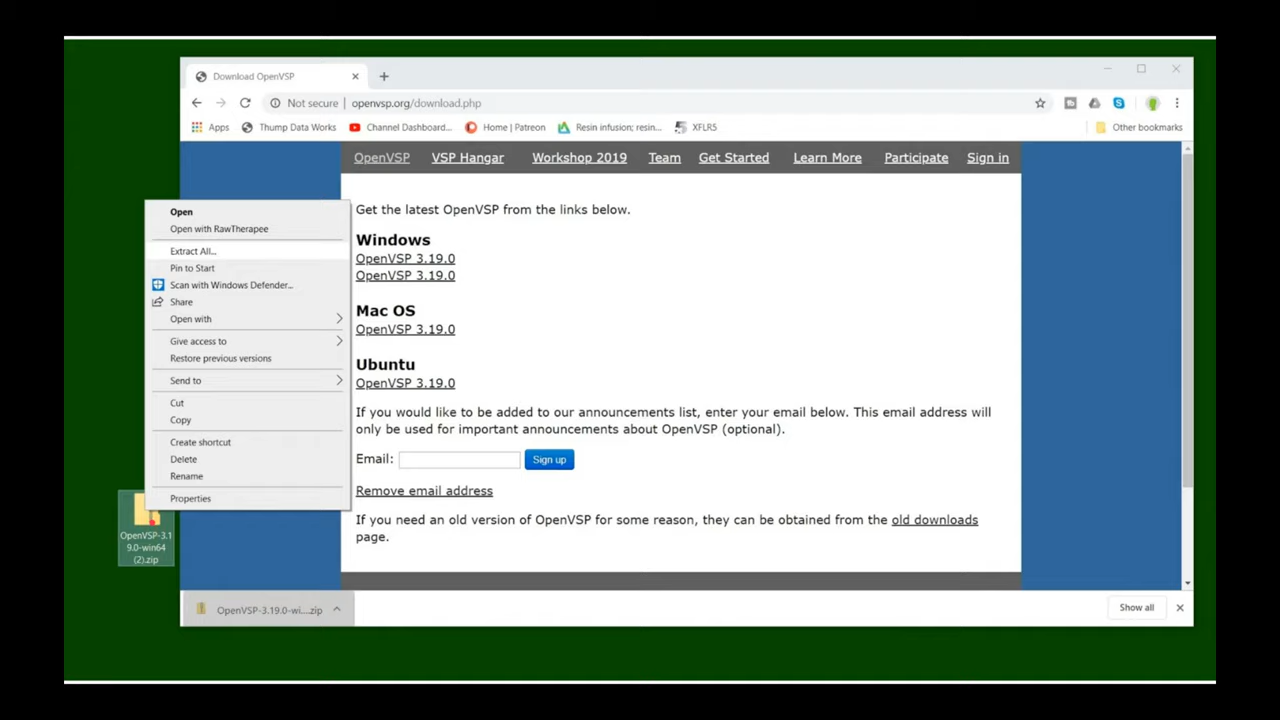 Download OpenVSP
Not secure | openvsp.org/download.php
Apps Thump Data Works Channel Dashboard... Home | Patreon Resin infusion; resin... XFLR5 Other bookmarks
OpenVSP VSP Hangar Workshop 2019 Team Get Started Learn More Participate Sign in
Open
Open with RawTherapee
Extract All...
Pin to Start
Scan with Windows Defender...
Share
Open with
Give access to
Restore previous versions
Send to
Cut
Copy
Create shortcut
Delete
Rename
Properties
Get the latest OpenVSP from the links below.
Windows
OpenVSP 3.19.0
OpenVSP 3.19.0
Mac OS
OpenVSP 3.19.0
Ubuntu
OpenVSP 3.19.0
If you would like to be added to our announcements list, enter your email below. This email address will
only be used for important announcements about OpenVSP (optional).
Email: Sign up
Remove email address
If you need an old version of OpenVSP for some reason, they can be obtained from the old downloads
page.
OpenVSP-3.1
9.0-win64
(2).zip
OpenVSP-3.19.0-wi....zip
Show all